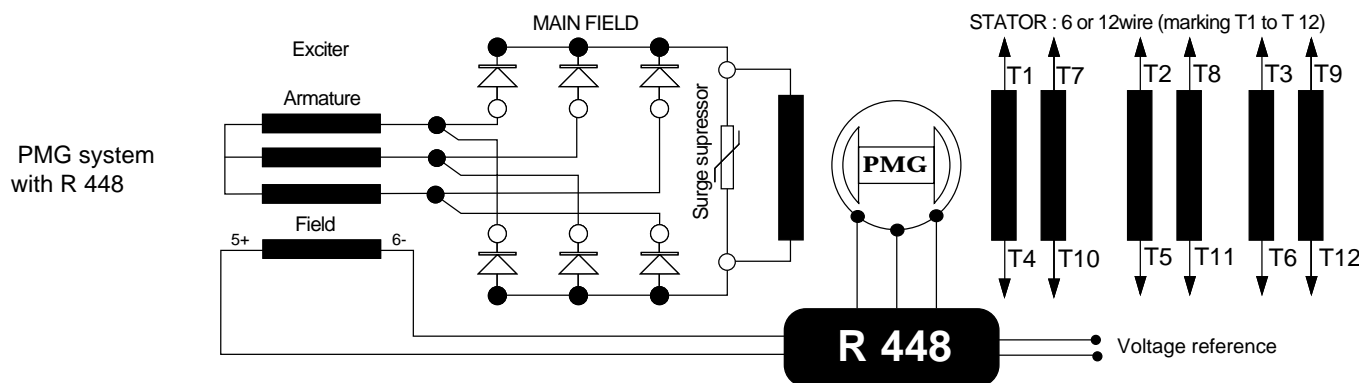 MAIN FIELD
STATOR : 6 or 12wire (marking T1 to T 12)
Exciter
Armature
PMG system
with R 448
Field
5+
6-
Surge supressor
PMG
T1
T7
T2
T8
T3
T9
T4
T10
T5
T11
T6
T12
R 448
Voltage reference